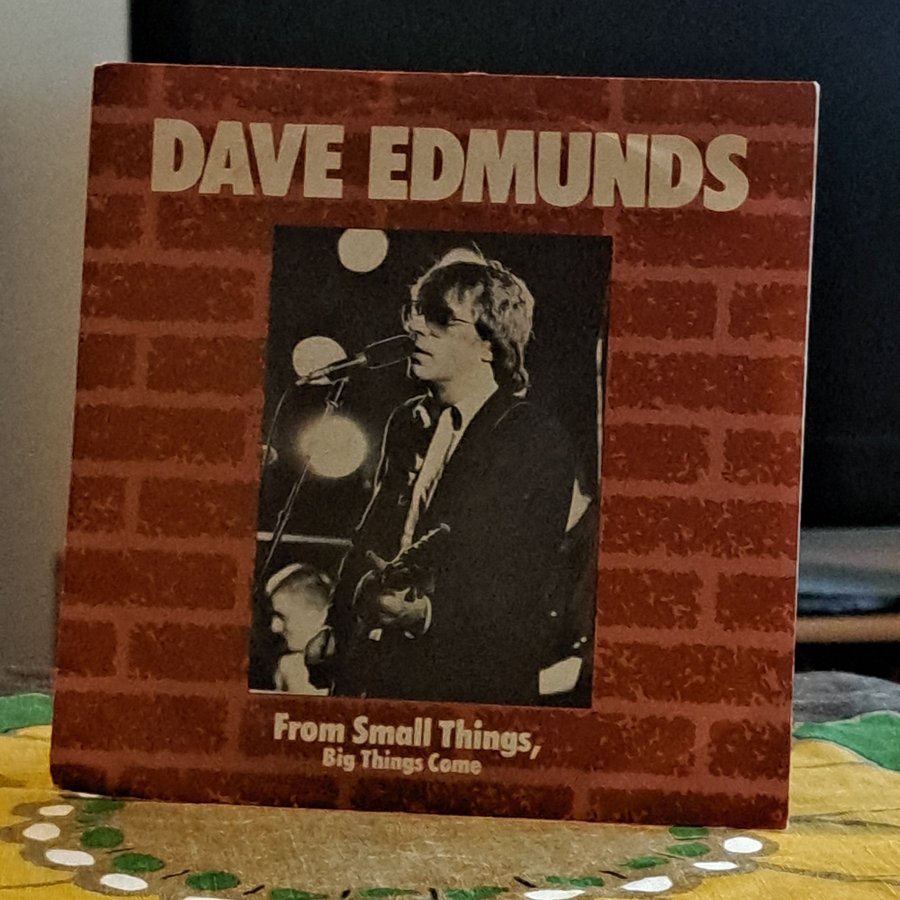 DAVE EDMUNDS
From Small Things,
Big Things Come